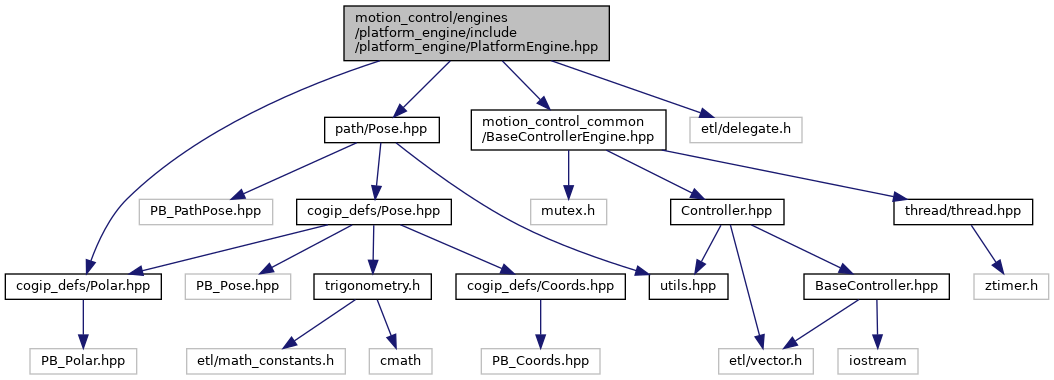 motion_control/engines
/platform_engine/include
/platform_engine/PlatformEngine.hpp
path/Pose.hpp
motion_control_common
/BaseControllerEngine.hpp
etl/delegate.h
PB_PathPose.hpp
cogip_defs/Pose.hpp
mutex.h
Controller.hpp
thread/thread.hpp
cogip_defs/Polar.hpp
PB_Pose.hpp
trigonometry.h
cogip_defs/Coords.hpp
utils.hpp
BaseController.hpp
ztimer.h
PB_Polar.hpp
etl/math_constants.h
cmath
PB_Coords.hpp
etl/vector.h
iostream